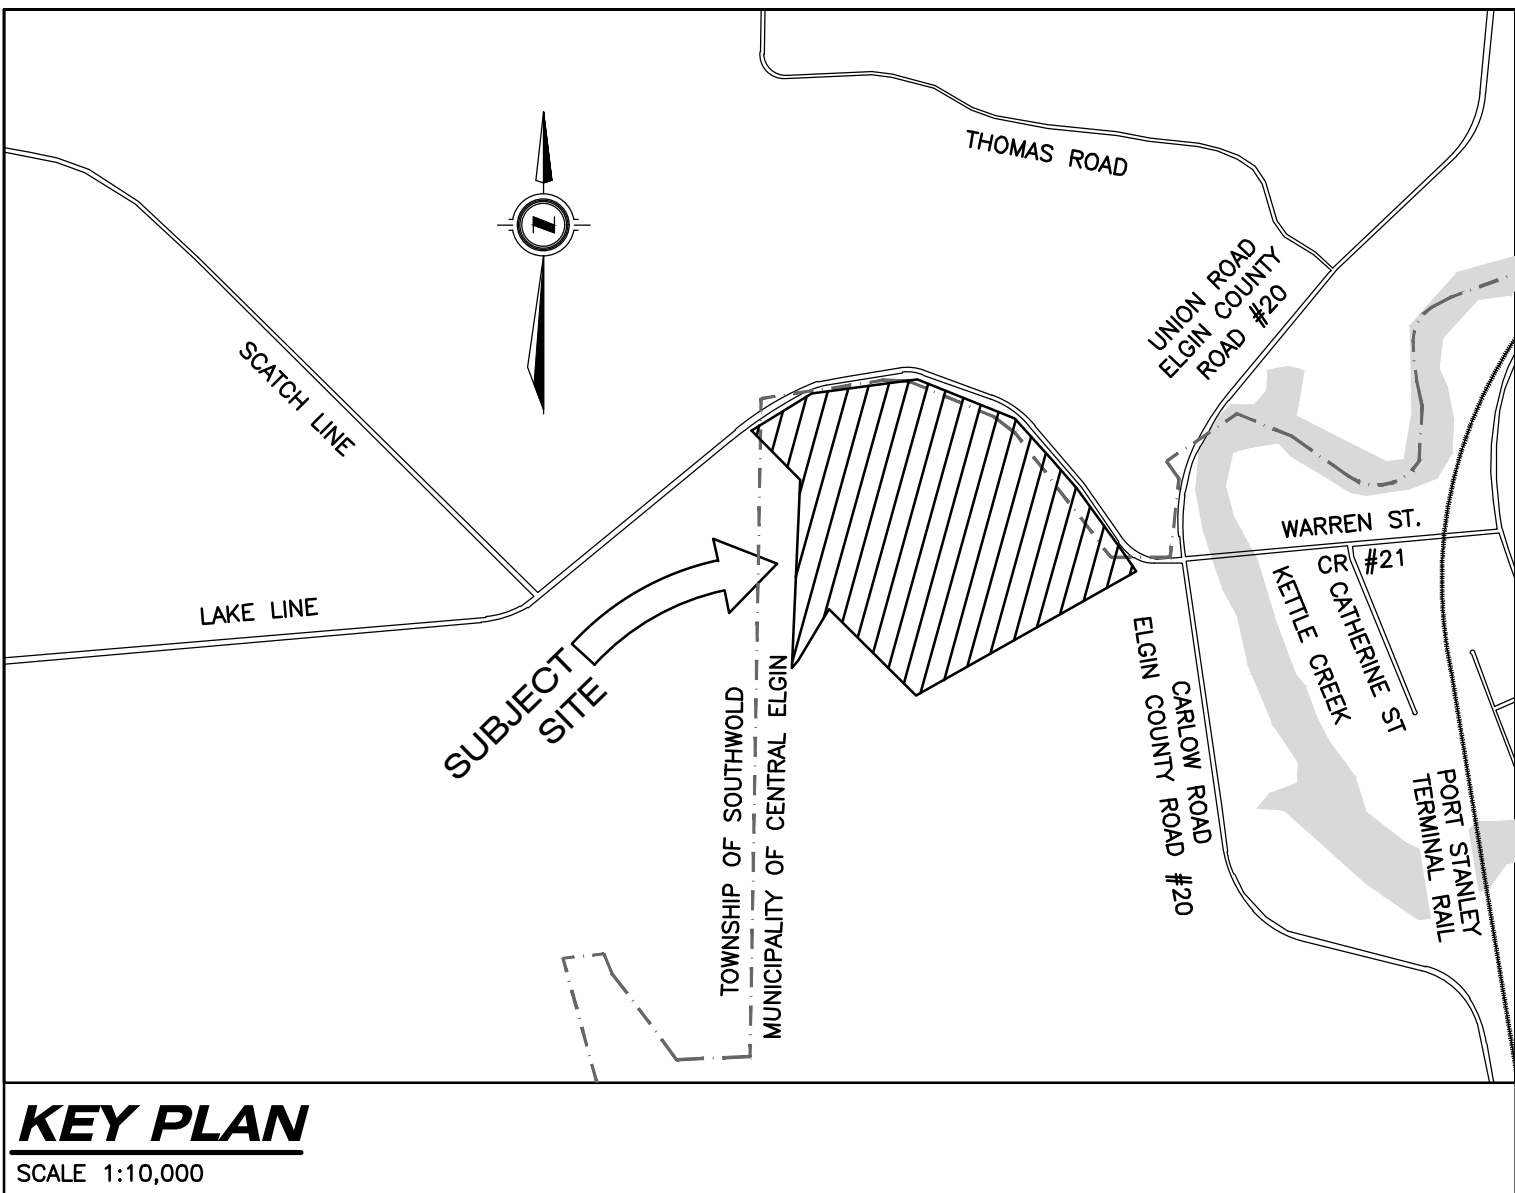 THOMAS ROAD
UNION ROAD
ELGIN COUNTY
ROAD #20
SCATCH LINE
WARREN ST.
CR #21
LAKE LINE
KETTLE CREEK
CATHERINE ST
SUBJECT
SITE
TOWNSHIP OF SOUTHWOLD
MUNICIPALITY OF CENTRAL ELGIN
CARLOW ROAD
ELGIN COUNTY ROAD #20
PORT STANLEY
TERMINAL RAIL
KEY PLAN
SCALE 1:10,000